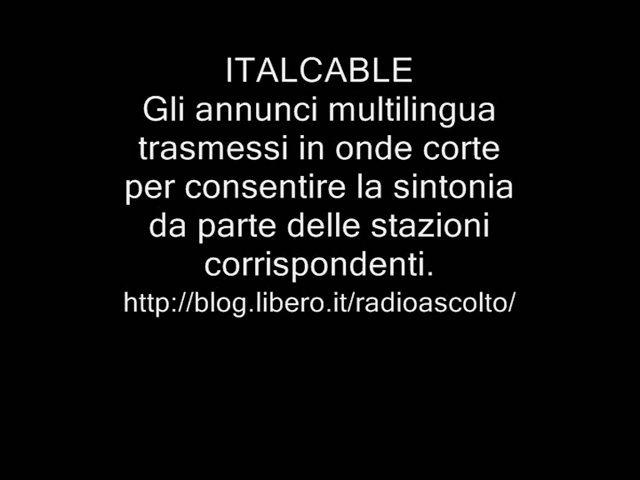 ITALCABLE
Gli annunci multilingua
trasmessi in onde corte
per consentire la sintonia
da parte delle stazioni
corrispondenti.
http://blog.libero.it/radioascolto/